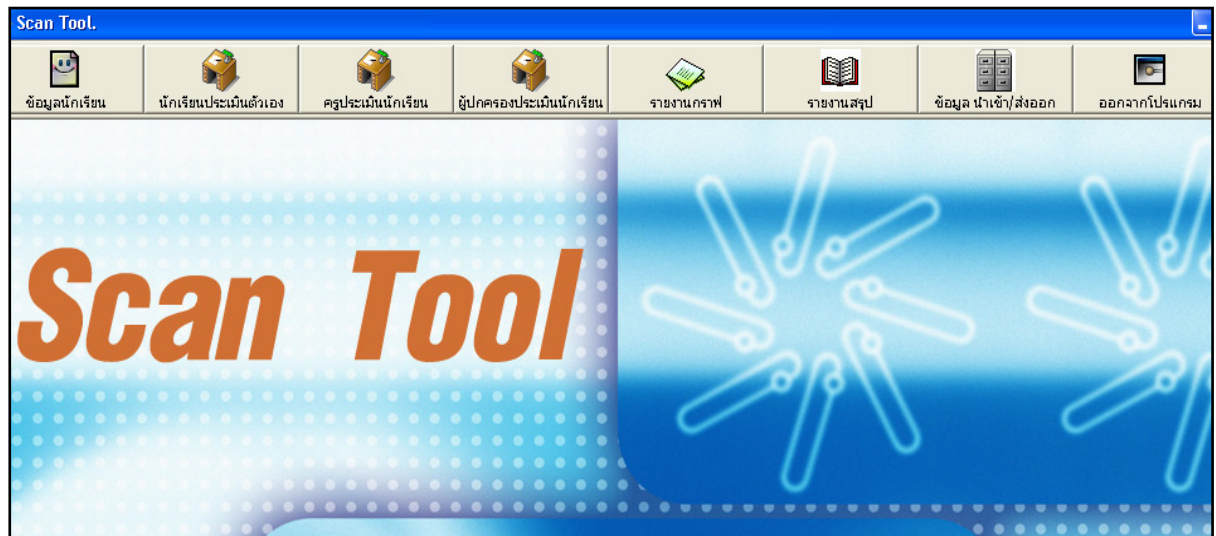 Scan Tool.
ข้อมูลนักเรียน นักเรียนประเมินตัวเอง ครูประเมินนักเรียน ผู้ปกครองประเมินนักเรียน รายงานกราฟ รายงานสรุป ข้อมูล นำเข้า/ส่งออก ออกจากโปรแกรม
Scan Tool